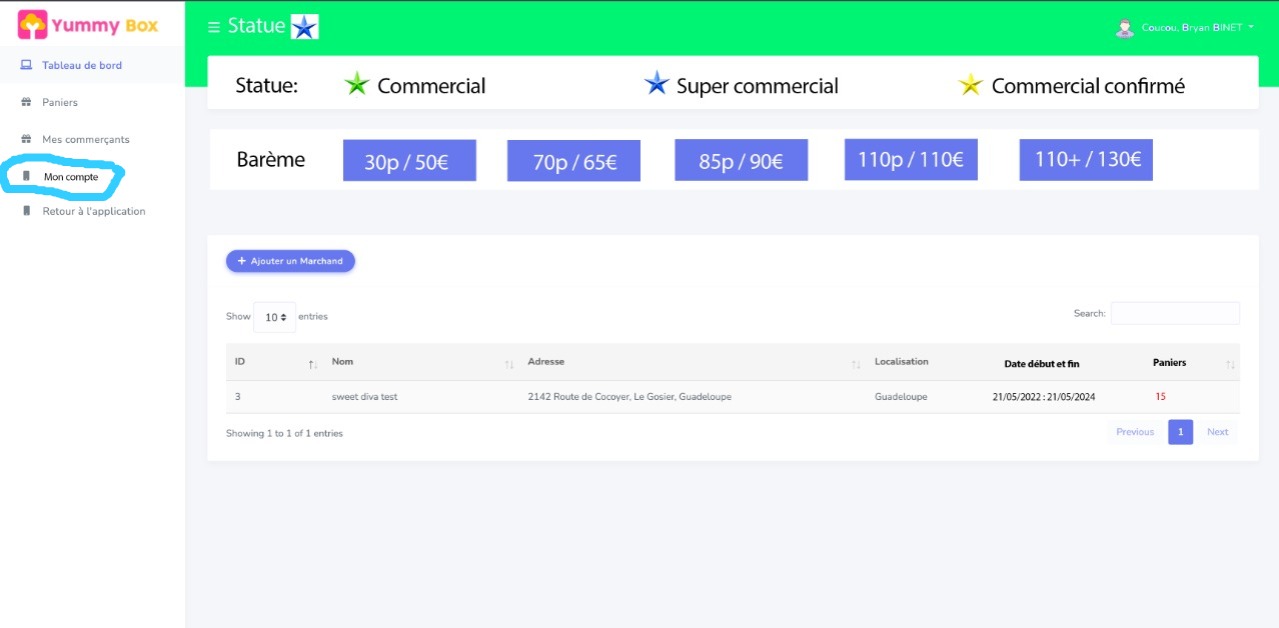 Yummy Box
Statue
Coucou, Bryan BINET
Tableau de bord
Paniers
Mes commerçants
Mon compte
Retour à l'application
Statue: Commercial Super commercial Commercial confirmé
Barème 30p / 50€ 70p / 65€ 85p / 90€ 110p / 110€ 110+ / 130€
+ Ajouter un Marchand
Show 10 entries
Search:
ID Nom Adresse Localisation Date début et fin Paniers
3 sweet diva test 2142 Route de Cocoyer, Le Gosier, Guadeloupe Guadeloupe 21/05/2022 : 21/05/2024 15
Showing 1 to 1 of 1 entries
Previous 1 Next